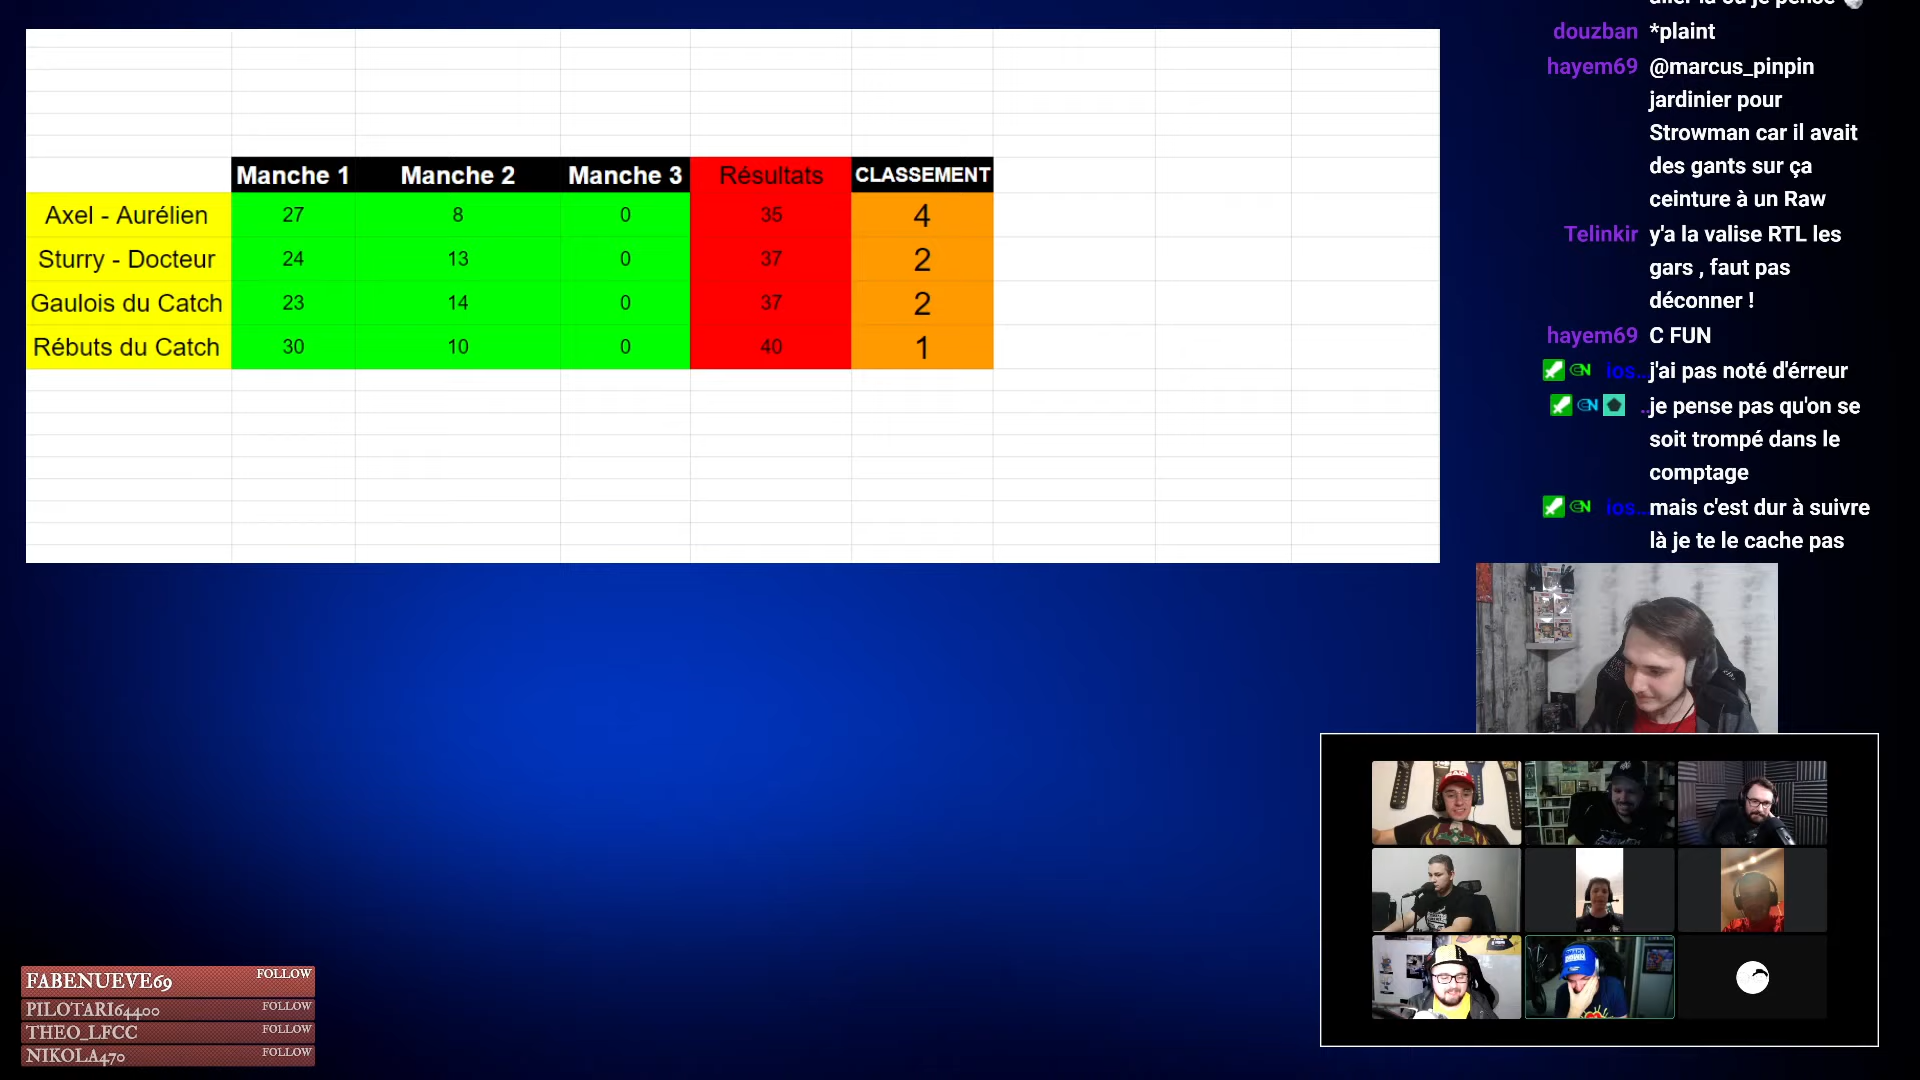 Manche 1 Manche 2 Manche 3 Résultats CLASSEMENT
Axel - Aurélien 27 8 0 35 4
Sturry - Docteur 24 13 0 37 2
Gaulois du Catch 23 14 0 37 2
Rébuts du Catch 30 10 0 40 1
douzban *plaint
hayem69 @marcus_pinpin
jardinier pour
Strowman car il avait
des gants sur ça
ceinture à un Raw
Telinkir y'a la valise RTL les
gars , faut pas
déconner !
hayem69 C FUN
ios... j'ai pas noté d'érreur
.. je pense pas qu'on se
soit trompé dans le
comptage
ios... mais c'est dur à suivre
là je te le cache pas
FABENUEVE69 FOLLOW
PILOTARI64400 FOLLOW
THEO_LFCC FOLLOW
NIKOLA470 FOLLOW